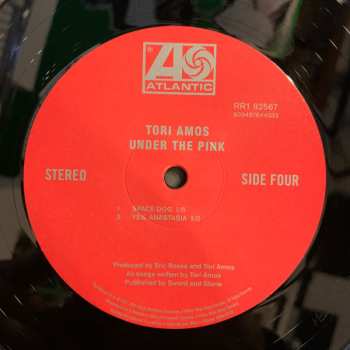 ATLANTIC
RR1 82567
TORI AMOS
UNDER THE PINK
STEREO
SIDE FOUR
1 SPACE DOG
2 YES, ANASTASIA
Produced by Eric Rosse and Tori Amos
All songs written by Tori Amos
Published by Sword and Stone